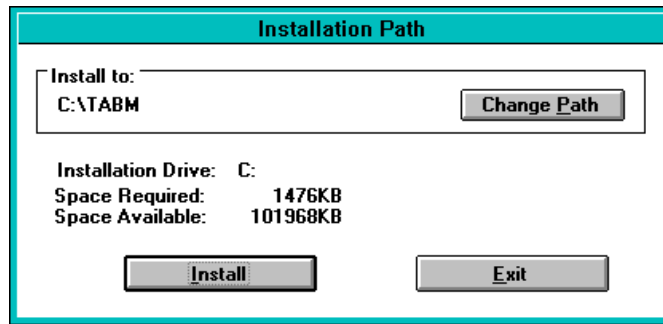 Installation Path
Install to:
C:\TABM Change Path
Installation Drive: C:
Space Required: 1476KB
Space Available: 101968KB
Install Exit